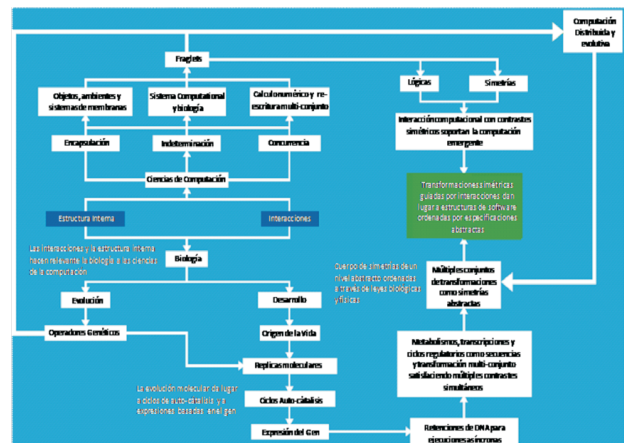 Computación
Distribuida y
evolutiva
Fraglets
Lógicas
Simetrías
Objetos, ambientes y
sistemas de membranas
Sistema Computational
y biología
Calculo numérico y re-
escritura multi-conjunto
Interacción computacional con contrastes
simétricos soportan la computación
emergente
Encapsulación
Indeterminación
Concurrencia
Ciencias de Computación
Transformaciones simétricas
guiadas por interacciones dan
lugar a estructuras de software
ordenadas por especificaciones
abstractas
Estructura Interna
Interacciones
Las interacciones y la estructura interna
hacen relevante la biología a las ciencias
de la computación
Biología
Cuerpo de simetrías de un
nivel abstracto ordenadas
a través de leyes biológicas
y físicas
Múltiples conjuntos
de transformaciones
como simetrías
abstractas
Evolución
Desarrollo
Operadores Genéticos
Origen de la Vida
Metabolismos, transcripciones y
ciclos regulatorios como secuencias
y transformación multi-conjunto
satisfaciendo múltiples contrastes
simultáneos
Replicas moleculares
La evolución molecular da lugar
a ciclos de auto-catalisis y a
expresiones basadas en el gen
Ciclos Auto-cátalisis
Expresión del Gen
Retenciones de DNA para
ejecuciones asíncronas